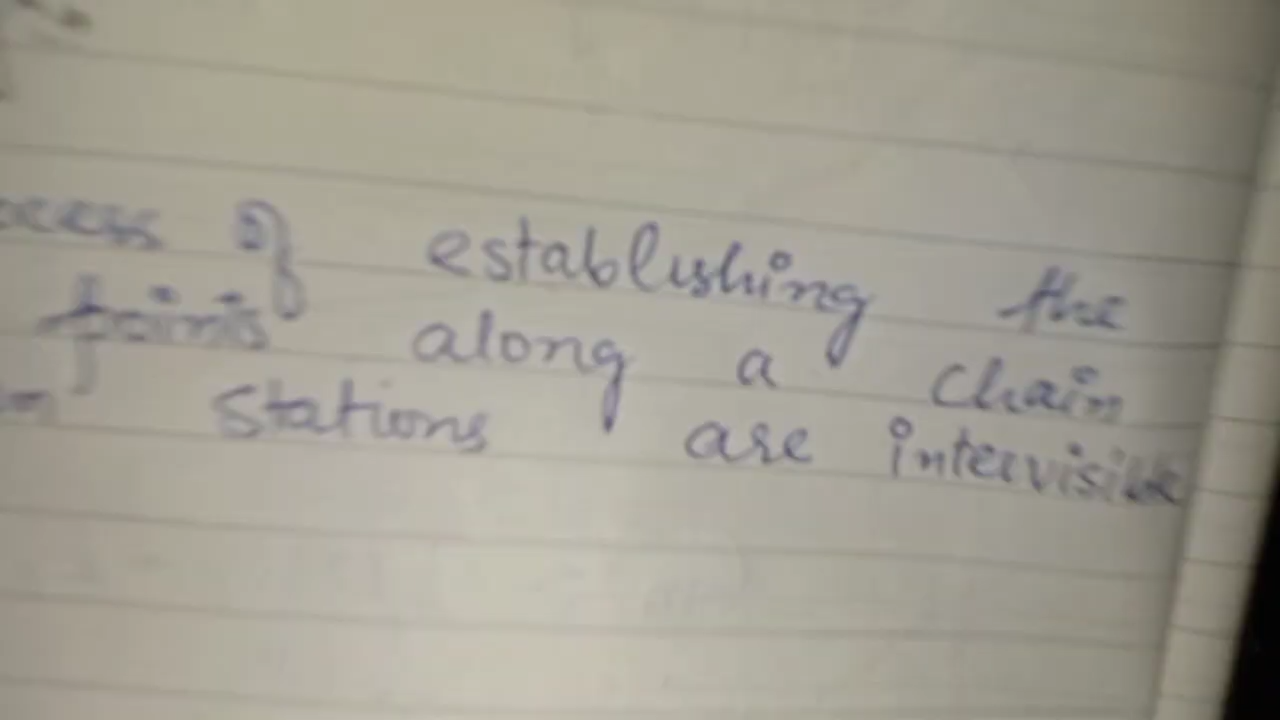 of establishing the
points along a chain
stations are intervisible